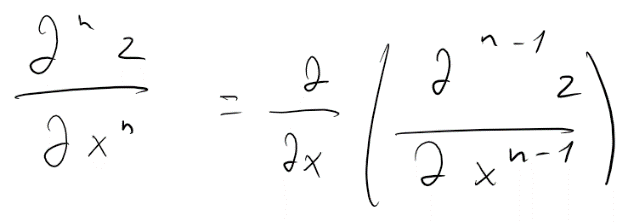 ∂ⁿz/∂xⁿ = ∂/∂x (∂ⁿ⁻¹z/∂xⁿ⁻¹)